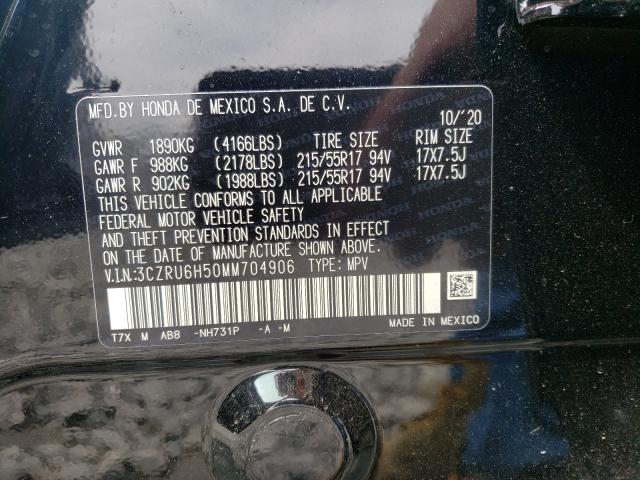 MFD.BY HONDA DE MEXICO S.A. DE C.V.
10/'20
GVWR 1890KG (4166LBS) TIRE SIZE RIM SIZE
GAWR F 988KG (2178LBS) 215/55R17 94V 17X7.5J
GAWR R 902KG (1988LBS) 215/55R17 94V 17X7.5J
THIS VEHICLE CONFORMS TO ALL APPLICABLE
FEDERAL MOTOR VEHICLE SAFETY
AND THEFT PREVENTION STANDARDS IN EFFECT
ON THE DATE OF MANUFACTURE SHOWN ABOVE.
V.I.N.:3CZRU6H50MM704906 TYPE: MPV
T7X M AB8 -NH731P -A -M
MADE IN MEXICO